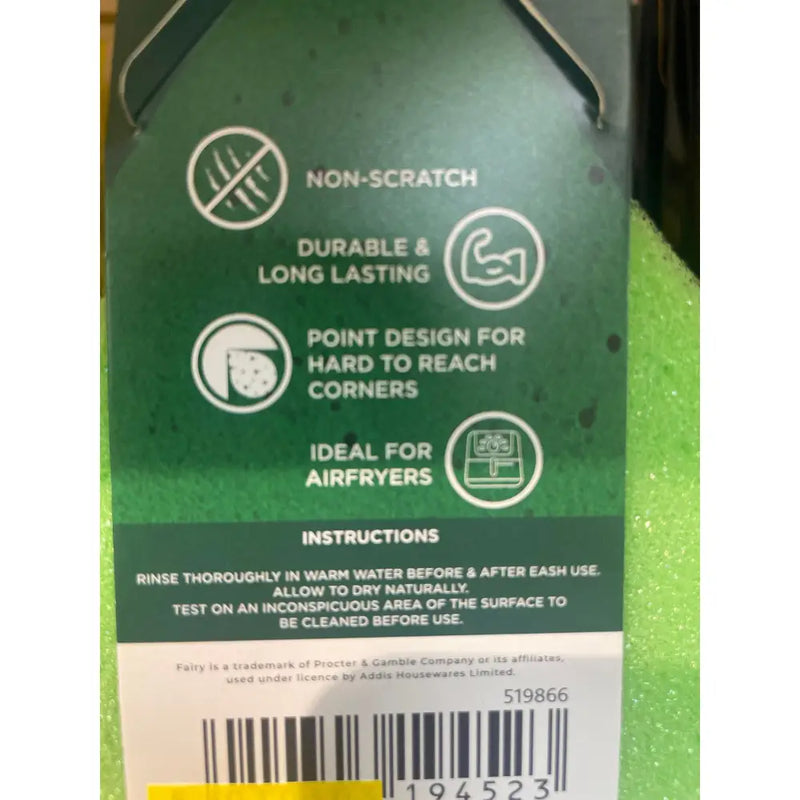 NON-SCRATCH
DURABLE &
LONG LASTING
POINT DESIGN FOR
HARD TO REACH
CORNERS
IDEAL FOR
AIRFRYERS
INSTRUCTIONS
RINSE THOROUGHLY IN WARM WATER BEFORE & AFTER EASH USE.
ALLOW TO DRY NATURALLY.
TEST ON AN INCONSPICUOUS AREA OF THE SURFACE TO
BE CLEANED BEFORE USE.
Fairy is a trademark of Procter & Gamble Company or its affiliates,
used under licence by Addis Housewares Limited.
519866
194523